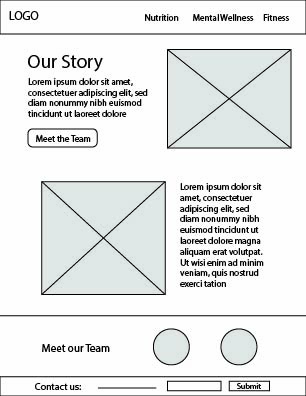 LOGO
Nutrition Mental Wellness Fitness
Our Story
Lorem ipsum dolor sit amet,
consectetuer adipiscing elit, sed
diam nonummy nibh euismod
tincidunt ut laoreet dolore
Meet the Team
Lorem ipsum dolor sit
amet, consectetuer
adipiscing elit, sed diam
nonummy nibh euismod
tincidunt ut
laoreet dolore magna
aliquam erat volutpat.
Ut wisi enim ad minim
veniam, quis nostrud
exerci tation
Meet our Team
Contact us:
Submit